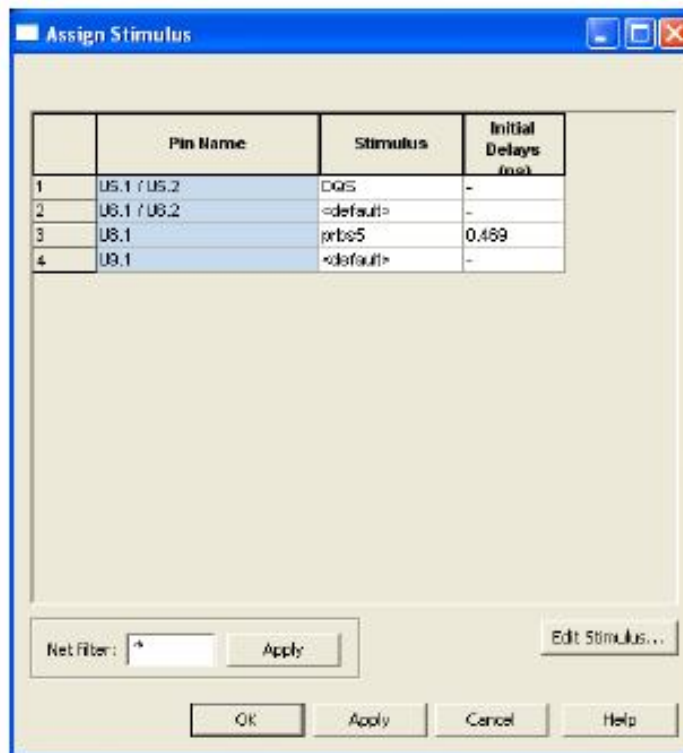 Assign Stimulus
Pin Name Stimulus Initial Delays (ns)
1 U5.1 / U5.2 DQS -
2 U6.1 / U6.2 <default> -
3 U8.1 prbs5 0.469
4 U9.1 <default> -
Edit Stimulus...
Net Filter: * Apply
OK Apply Cancel Help